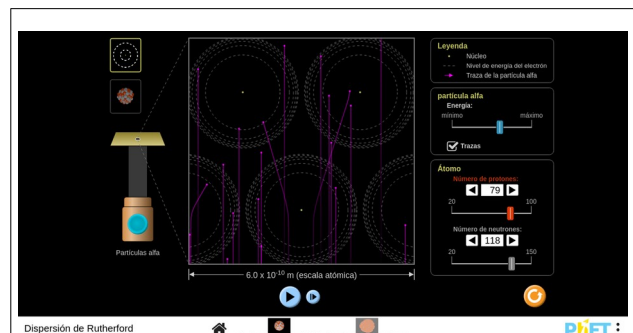 Leyenda
Núcleo
Nivel de energía del electrón
Traza de la partícula alfa
partícula alfa
Energía:
mínimo máximo
Trazas
Átomo
Número de protones:
79
20 100
Número de neutrones:
118
20 150
Partículas alfa
6.0 x 10⁻¹⁰ m (escala atómica)
Dispersión de Rutherford
PhET